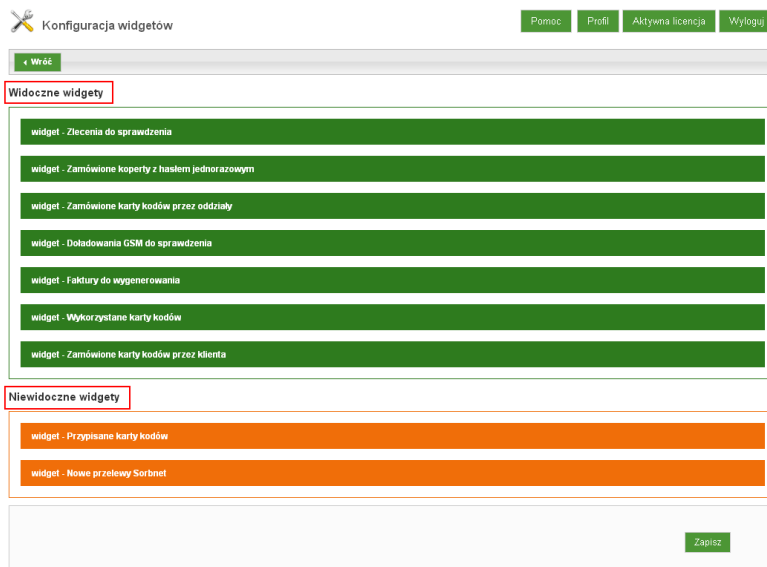 Konfiguracja widgetów
Pomoc Profil Aktywna licencja Wyloguj
Wróć
Widoczne widgety
widget - Zlecenia do sprawdzenia
widget - Zamówione koperty z hasłem jednorazowym
widget - Zamówione karty kodów przez oddziały
widget - Doładowania GSM do sprawdzenia
widget - Faktury do wygenerowania
widget - Wykorzystane karty kodów
widget - Zamówione karty kodów przez klienta
Niewidoczne widgety
widget - Przypisane karty kodów
widget - Nowe przelewy Sorbnet
Zapisz